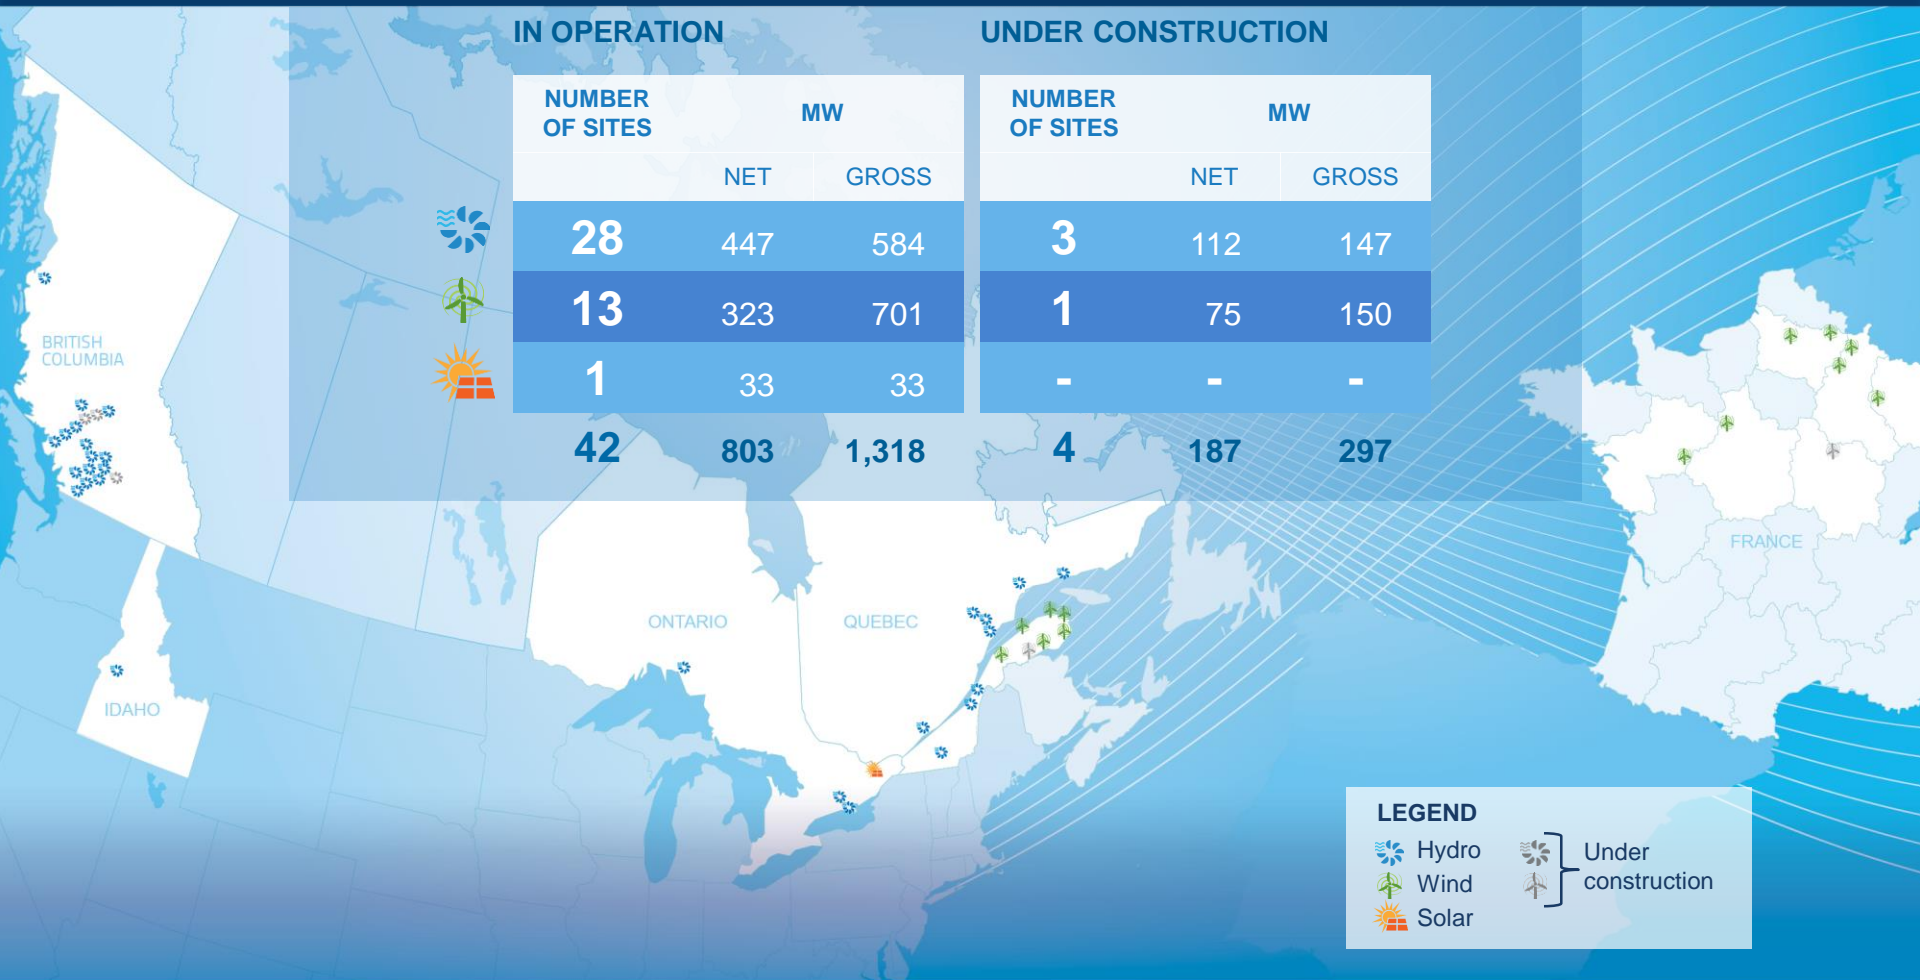 IN OPERATION
UNDER CONSTRUCTION
NUMBER
OF SITES
MW
NUMBER
OF SITES
MW
NET GROSS
NET GROSS
28 447 584
3 112 147
13 323 701
1 75 150
1 33 33
- - -
42 803 1,318
4 187 297
BRITISH
COLUMBIA
IDAHO
ONTARIO
QUEBEC
FRANCE
LEGEND
Hydro
Wind
Solar
Under
construction